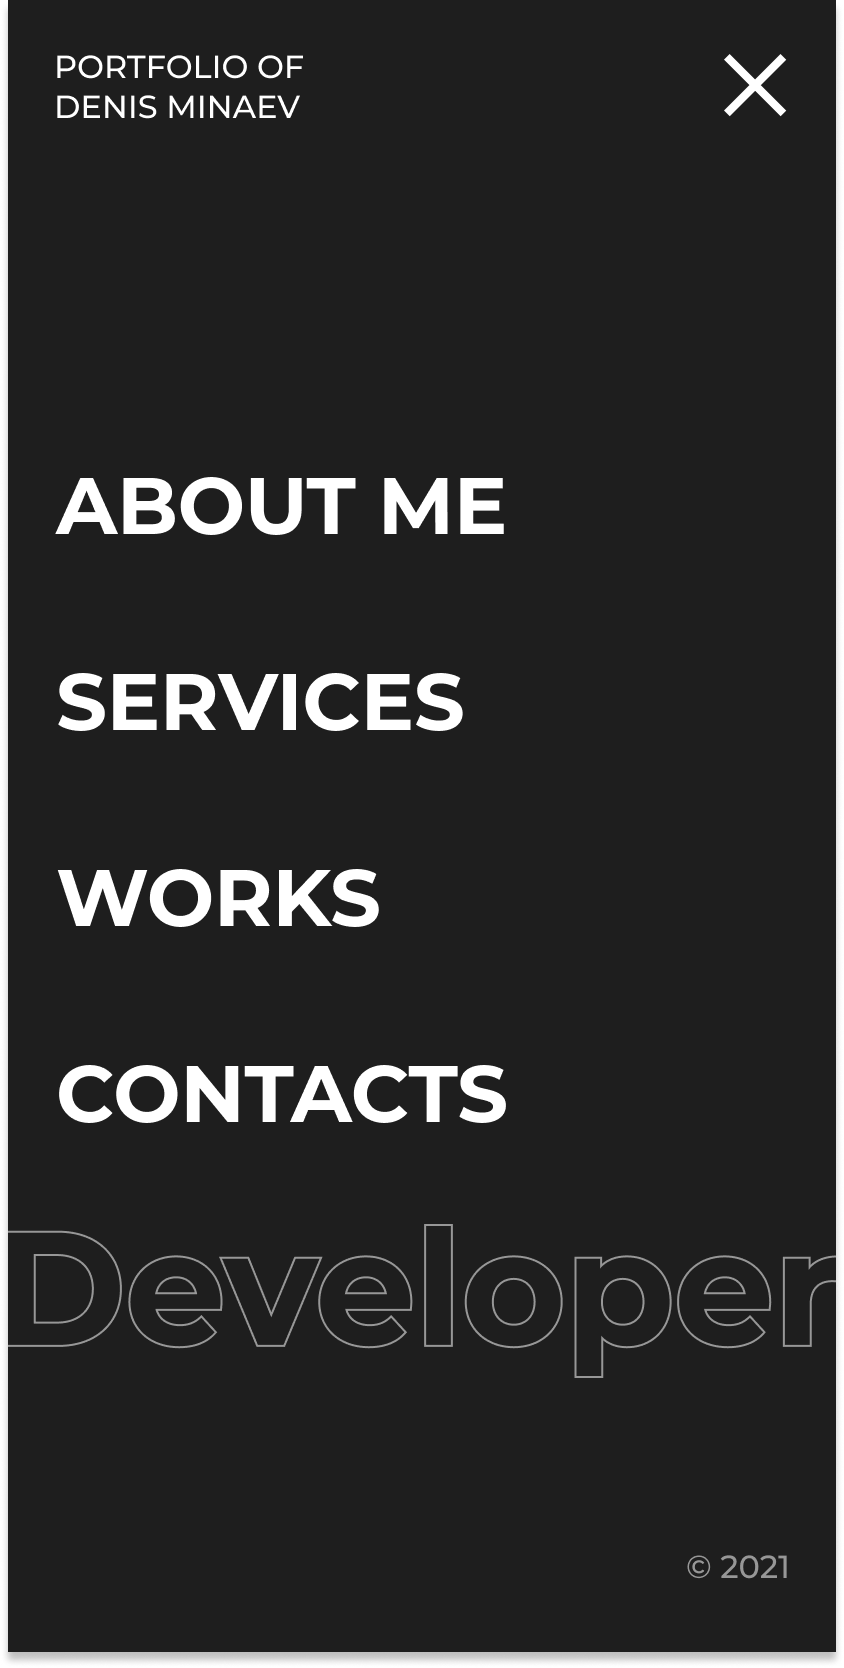 PORTFOLIO OF
DENIS MINAEV
ABOUT ME
SERVICES
WORKS
CONTACTS
Developer
© 2021